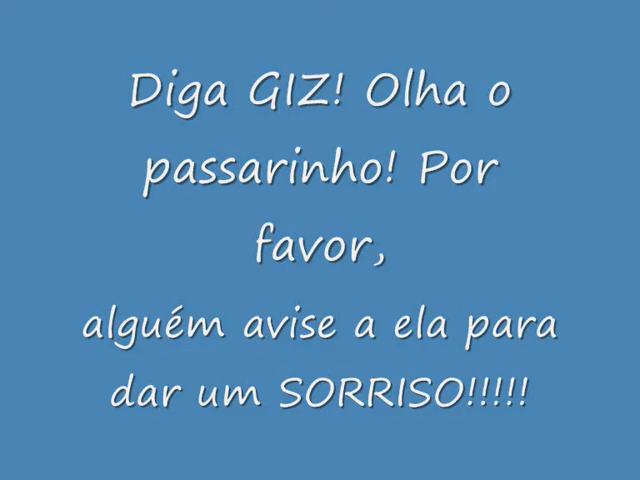 Diga GIZ! Olha o
passarinho! Por
favor,
alguém avise a ela para
dar um SORRISO!!!!!